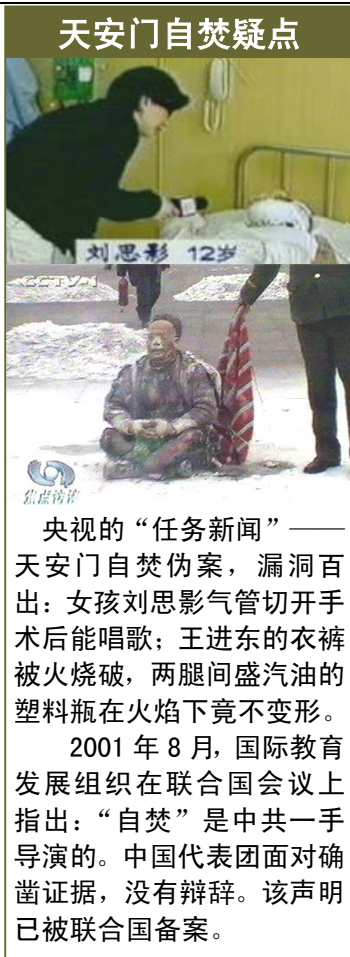 天安门自焚疑点
刘思影 12岁
CCTV-1
焦点访谈
央视的“任务新闻”——
天安门自焚伪案，漏洞百
出：女孩刘思影气管切开手
术后能唱歌；王进东的衣裤
被火烧破，两腿间盛汽油的
塑料瓶在火焰下竟不变形。
2001 年 8 月，国际教育
发展组织在联合国会议上
指出：“自焚”是中共一手
导演的。中国代表团面对确
凿证据，没有辩辞。该声明
已被联合国备案。